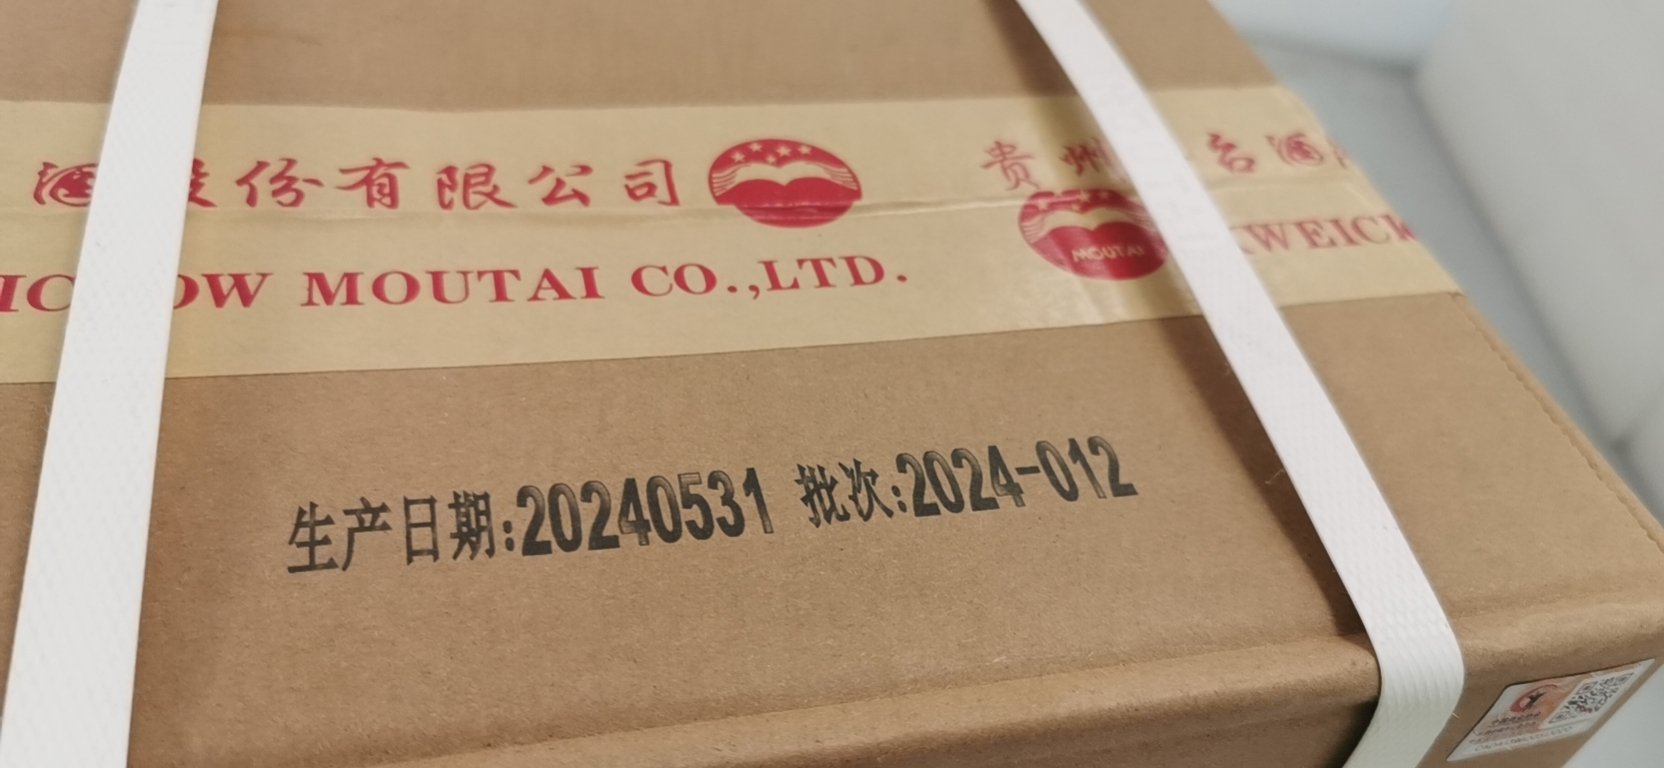 酒股份有限公司 贵州 台酒
OW MOUTAI CO.,LTD. WEICH
MOUTAI
生产日期:20240531 批次:2024-012